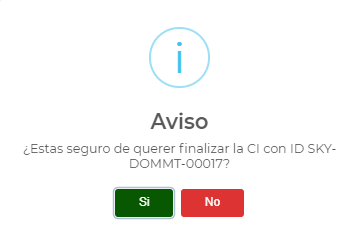 i
Aviso
¿Estas seguro de querer finalizar la CI con ID SKY-
DOMMT-00017?
Si No